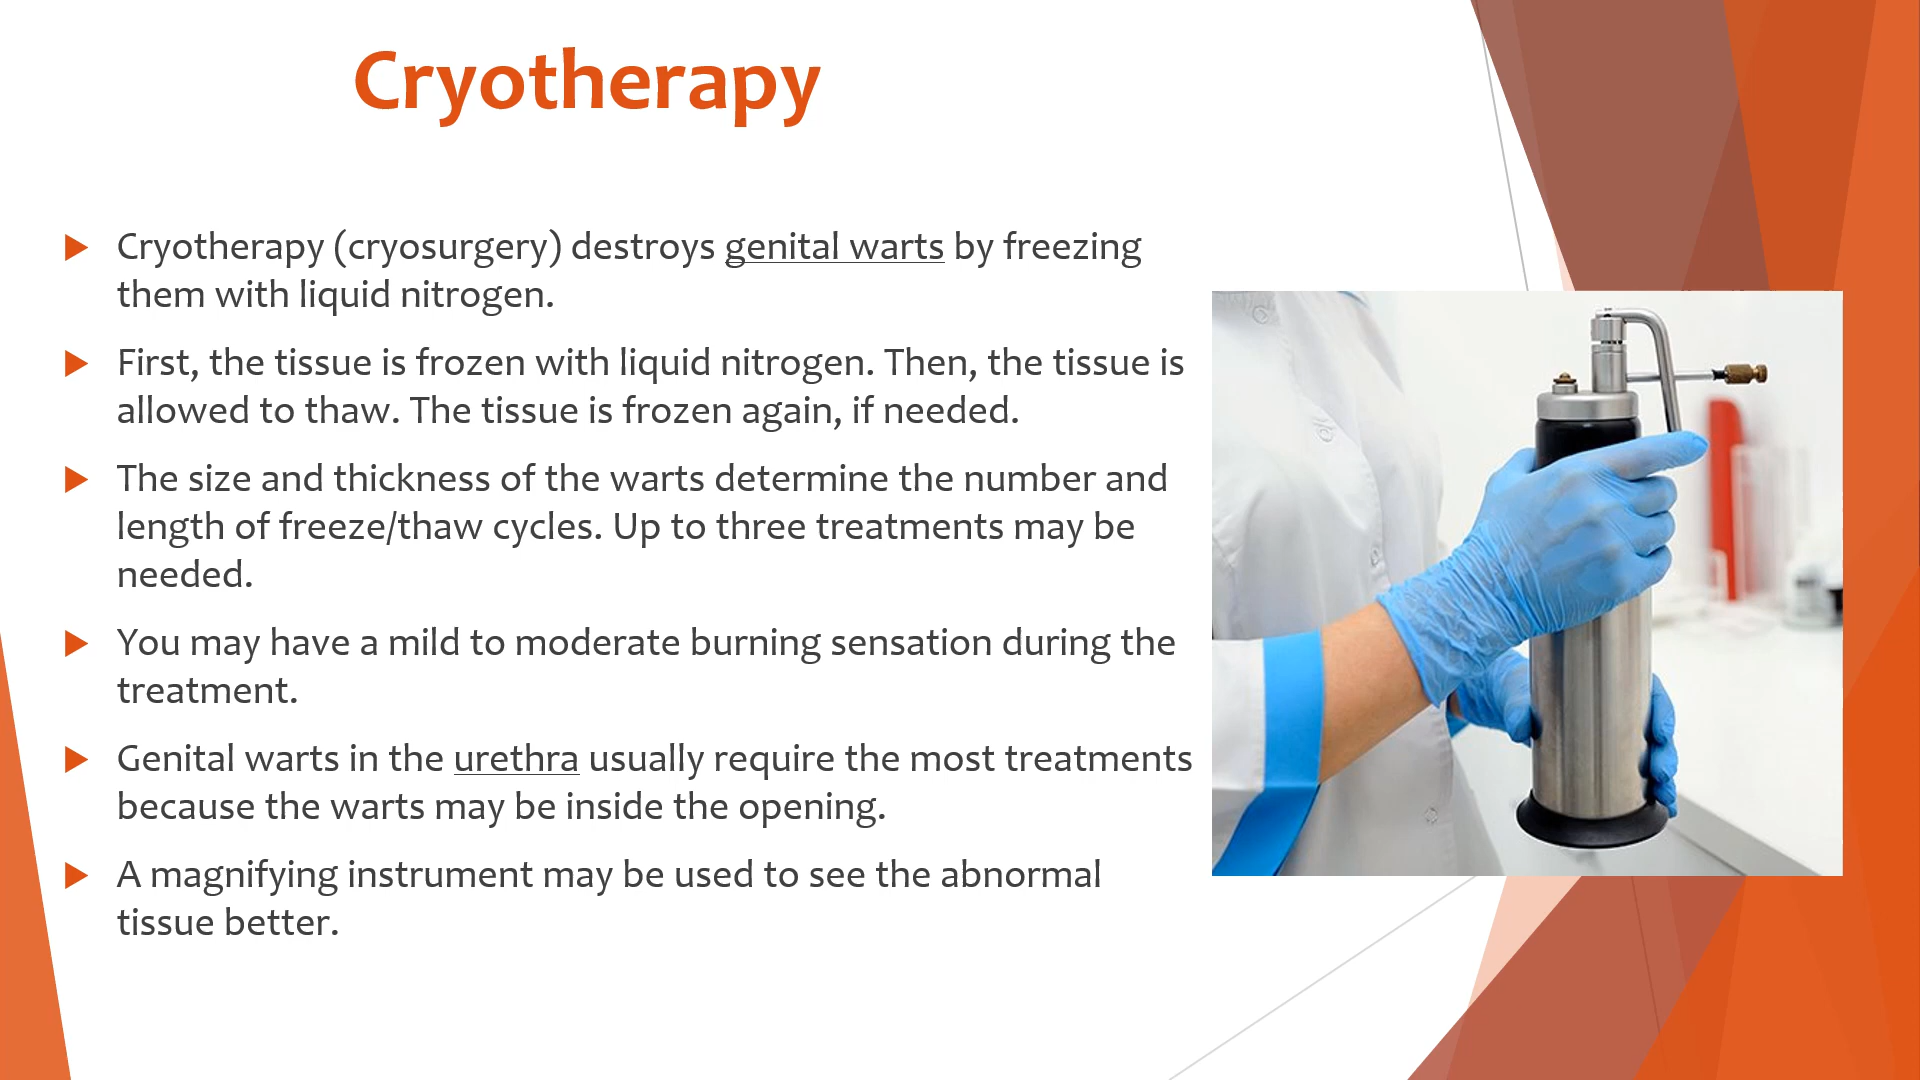 Cryotherapy
Cryotherapy (cryosurgery) destroys genital warts by freezing
them with liquid nitrogen.
First, the tissue is frozen with liquid nitrogen. Then, the tissue is
allowed to thaw. The tissue is frozen again, if needed.
The size and thickness of the warts determine the number and
length of freeze/thaw cycles. Up to three treatments may be
needed.
You may have a mild to moderate burning sensation during the
treatment.
Genital warts in the urethra usually require the most treatments
because the warts may be inside the opening.
A magnifying instrument may be used to see the abnormal
tissue better.